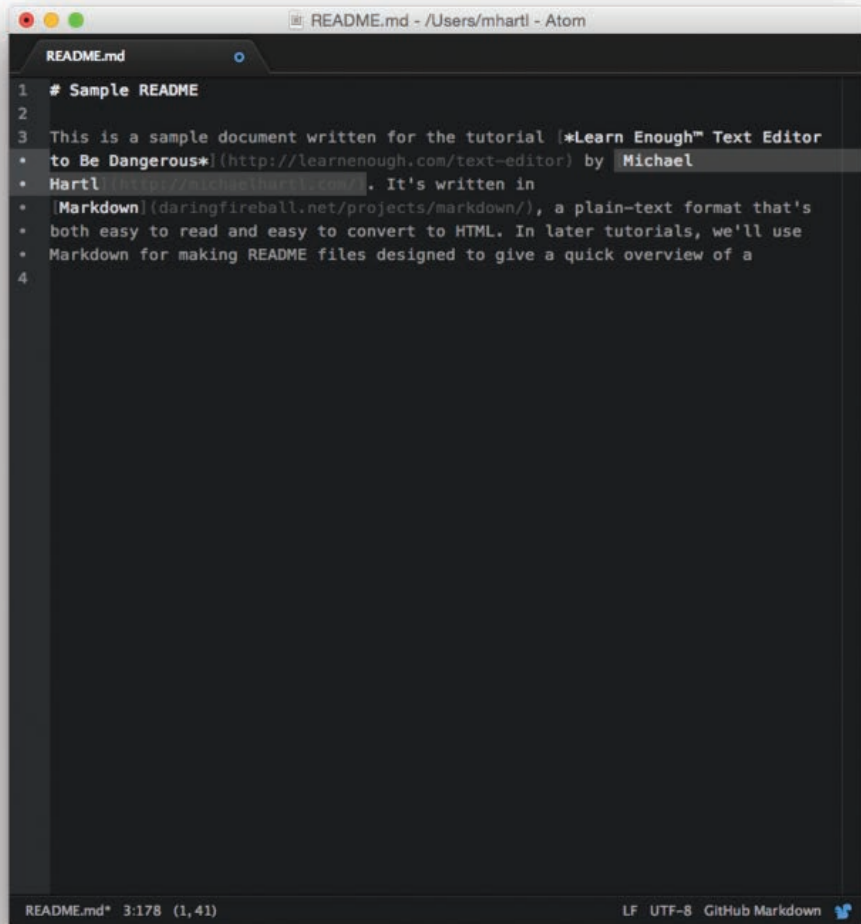 README.md - /Users/mhartl - Atom
README.md
1 # Sample README
2
3 This is a sample document written for the tutorial [*Learn Enough™ Text Editor
• to Be Dangerous*](http://learnenough.com/text-editor) by [Michael
• Hartl](http://michaelhartl.com/). It's written in
• [Markdown](daringfireball.net/projects/markdown/), a plain-text format that's
• both easy to read and easy to convert to HTML. In later tutorials, we'll use
• Markdown for making README files designed to give a quick overview of a
4
README.md* 3:178 (1,41) LF UTF-8 GitHub Markdown